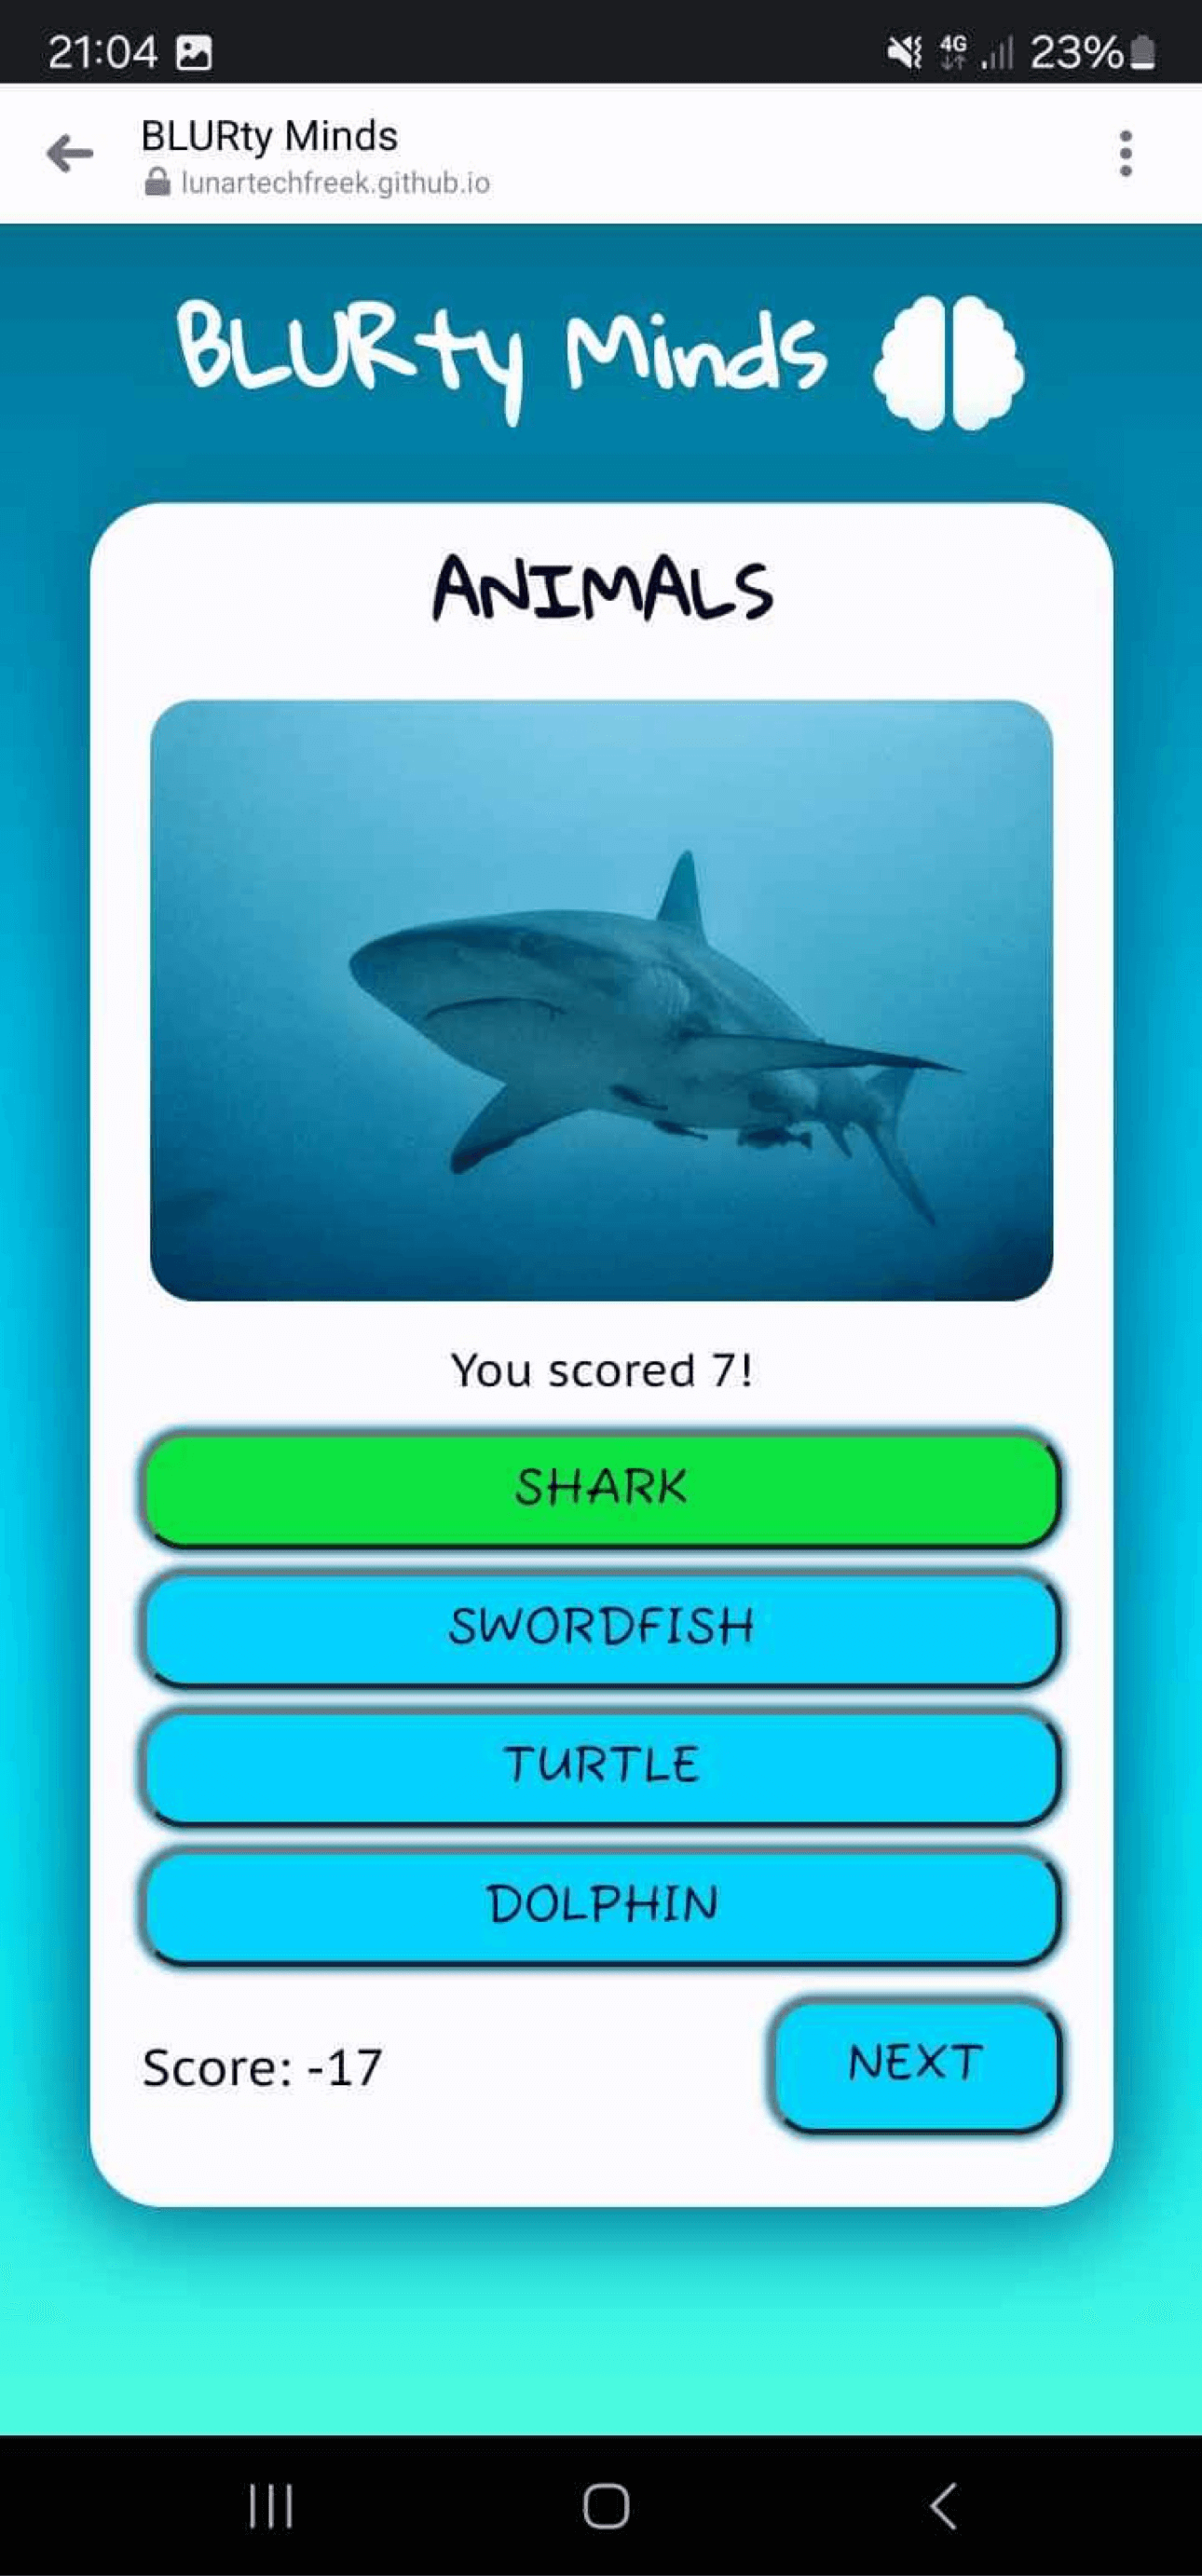 21:04
4G
23%
BLURty Minds
lunartechfreek.github.io
BLURty Minds
ANIMALS
You scored 7!
SHARK
SWORDFISH
TURTLE
DOLPHIN
Score: -17
NEXT